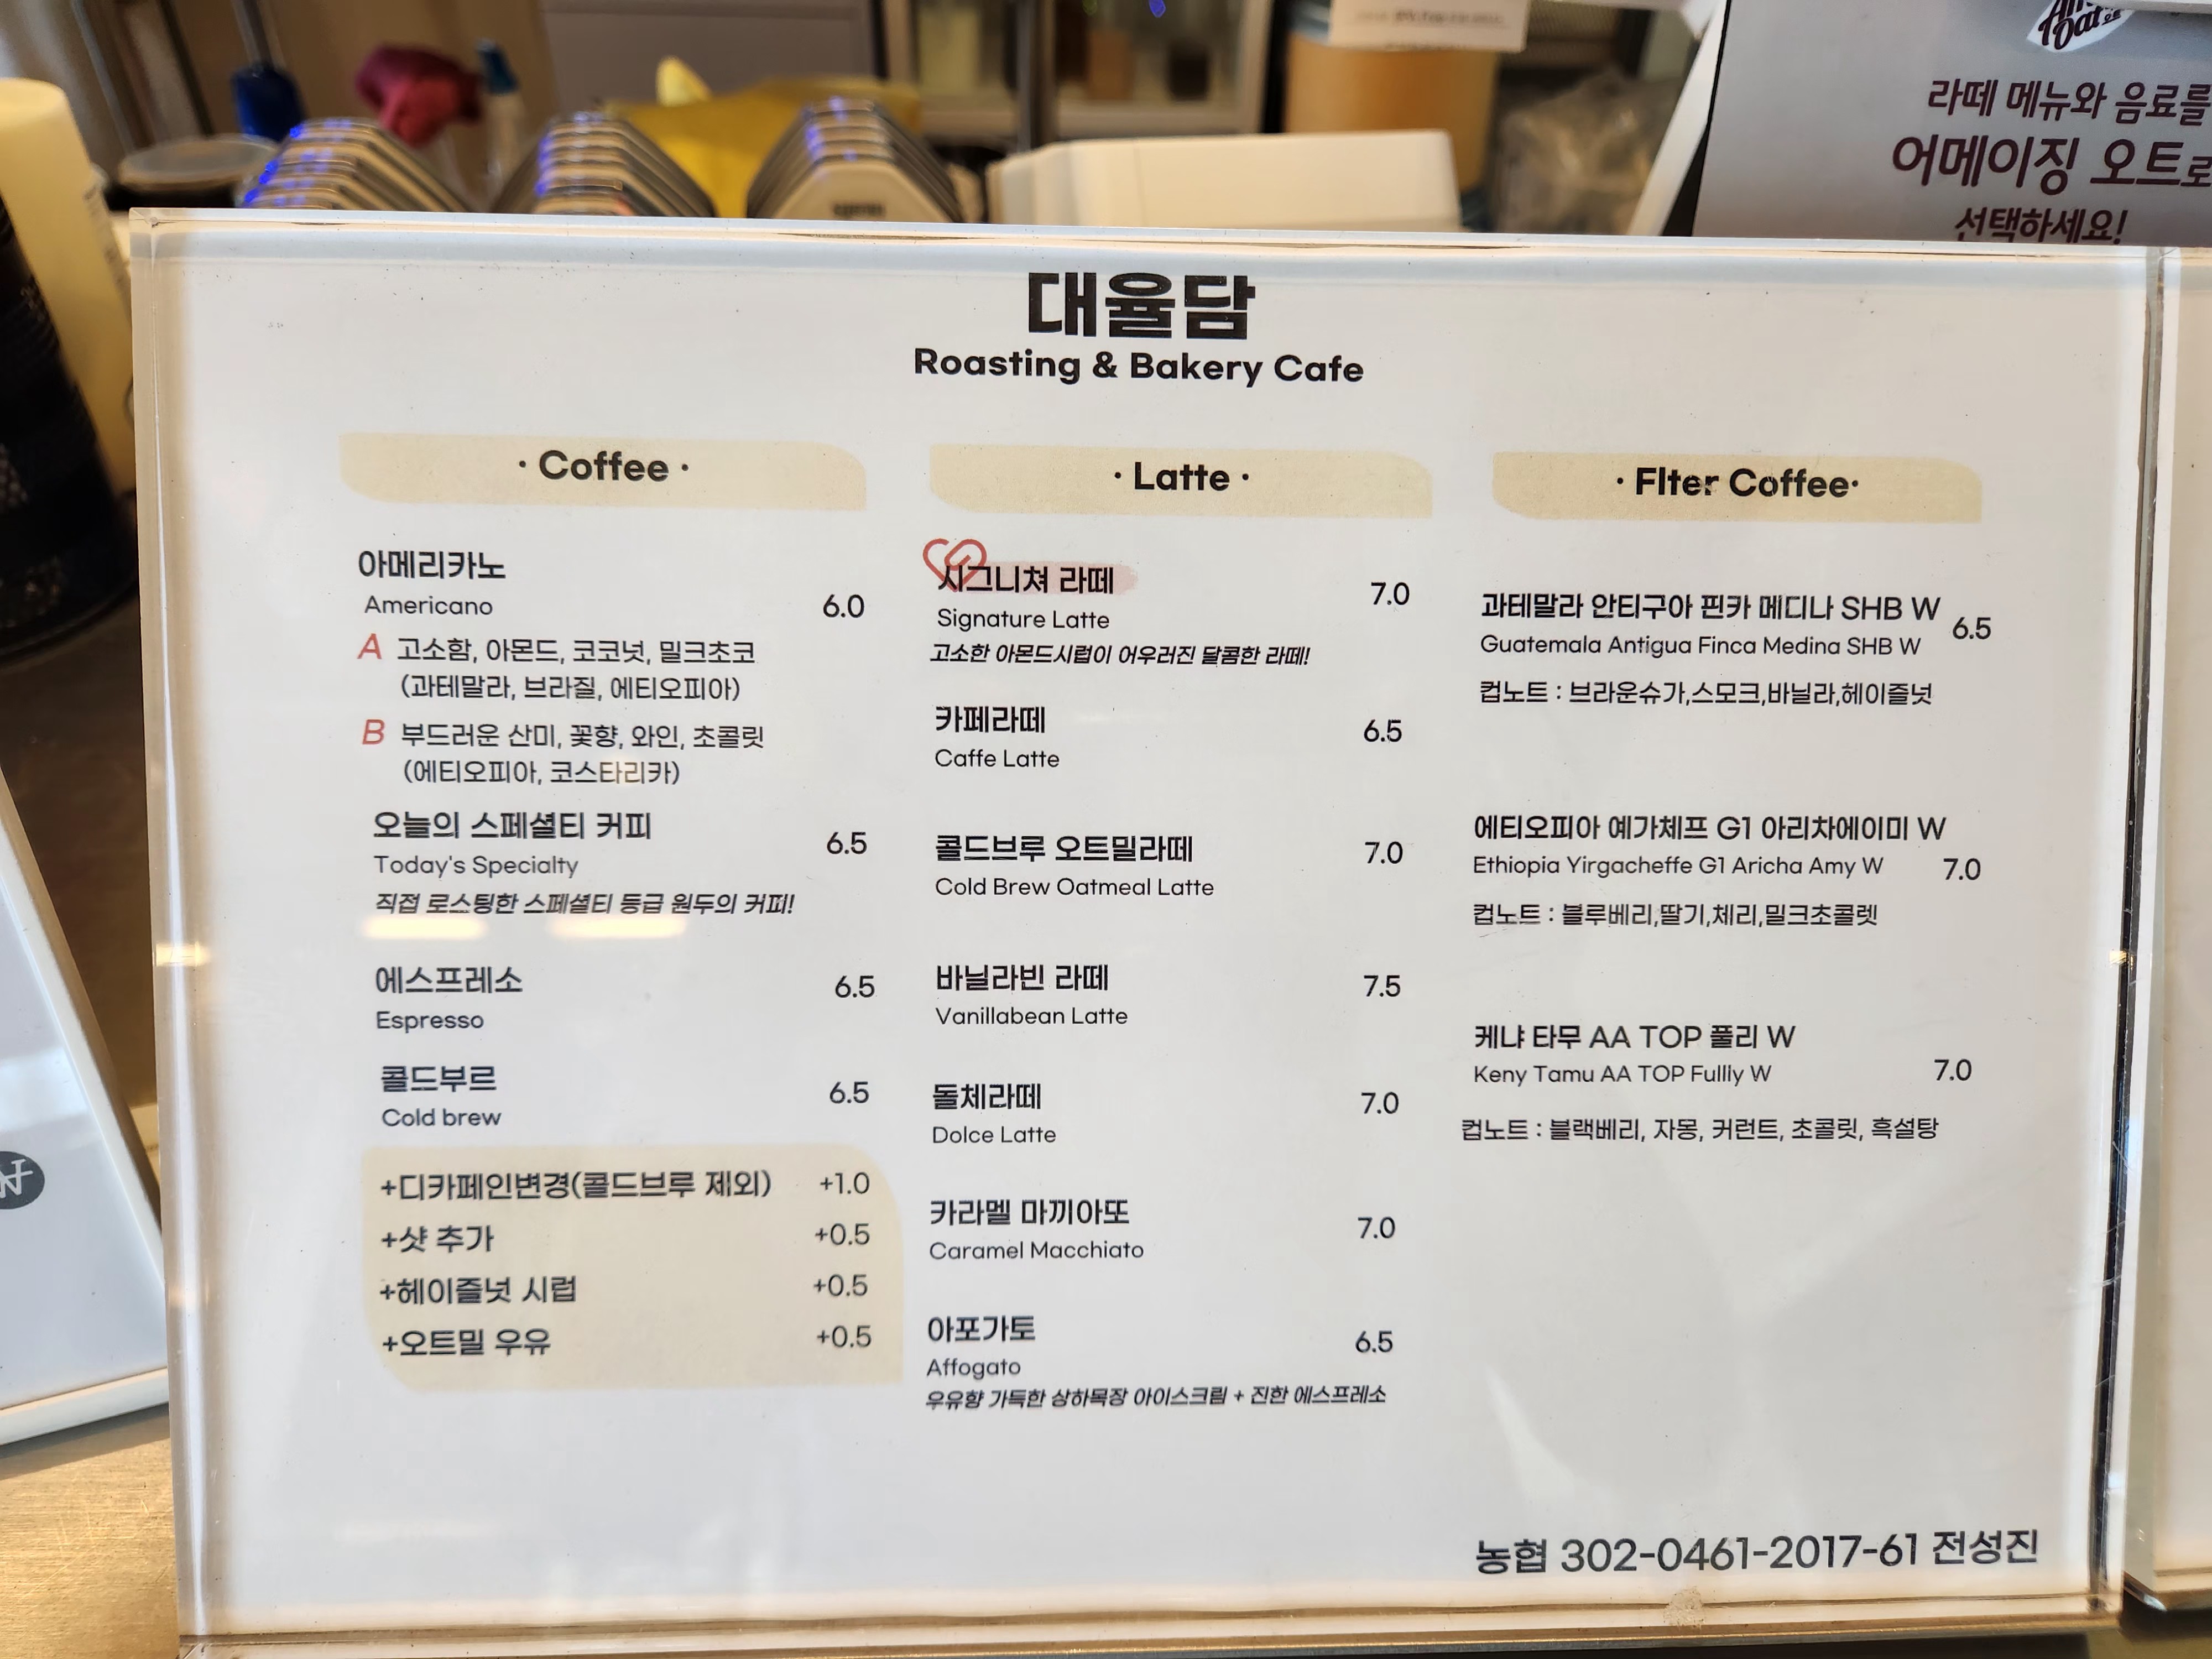 라떼 메뉴와 음료를
어메이징 오트로
선택하세요!
대율담
Roasting & Bakery Cafe
· Coffee ·
아메리카노
Americano
6.0
A 고소함, 아몬드, 코코넛, 밀크초코
(과테말라, 브라질, 에티오피아)
B 부드러운 산미, 꽃향, 와인, 초콜릿
(에티오피아, 코스타리카)
오늘의 스페셜티 커피
6.5
Today's Specialty
직접 로스팅한 스페셜티 등급 원두의 커피!
에스프레소
6.5
Espresso
콜드부르
6.5
Cold brew
+디카페인변경(콜드브루 제외) +1.0
+샷 추가 +0.5
+헤이즐넛 시럽 +0.5
+오트밀 우유 +0.5
· Latte ·
시그니쳐 라떼
7.0
Signature Latte
고소한 아몬드시럽이 어우러진 달콤한 라떼!
카페라떼
6.5
Caffe Latte
콜드브루 오트밀라떼
7.0
Cold Brew Oatmeal Latte
바닐라빈 라떼
7.5
Vanillabean Latte
돌체라떼
7.0
Dolce Latte
카라멜 마끼아또
7.0
Caramel Macchiato
아포가토
6.5
Affogato
우유향 가득한 상하목장 아이스크림 + 진한 에스프레소
· Flter Coffee·
과테말라 안티구아 핀카 메디나 SHB W
6.5
Guatemala Antigua Finca Medina SHB W
컵노트 : 브라운슈가,스모크,바닐라,헤이즐넛
에티오피아 예가체프 G1 아리차에이미 W
Ethiopia Yirgacheffe G1 Aricha Amy W
7.0
컵노트 : 블루베리,딸기,체리,밀크초콜렛
케냐 타무 AA TOP 풀리 W
Keny Tamu AA TOP Fullly W
7.0
컵노트 : 블랙베리, 자몽, 커런트, 초콜릿, 흑설탕
농협 302-0461-2017-61 전성진